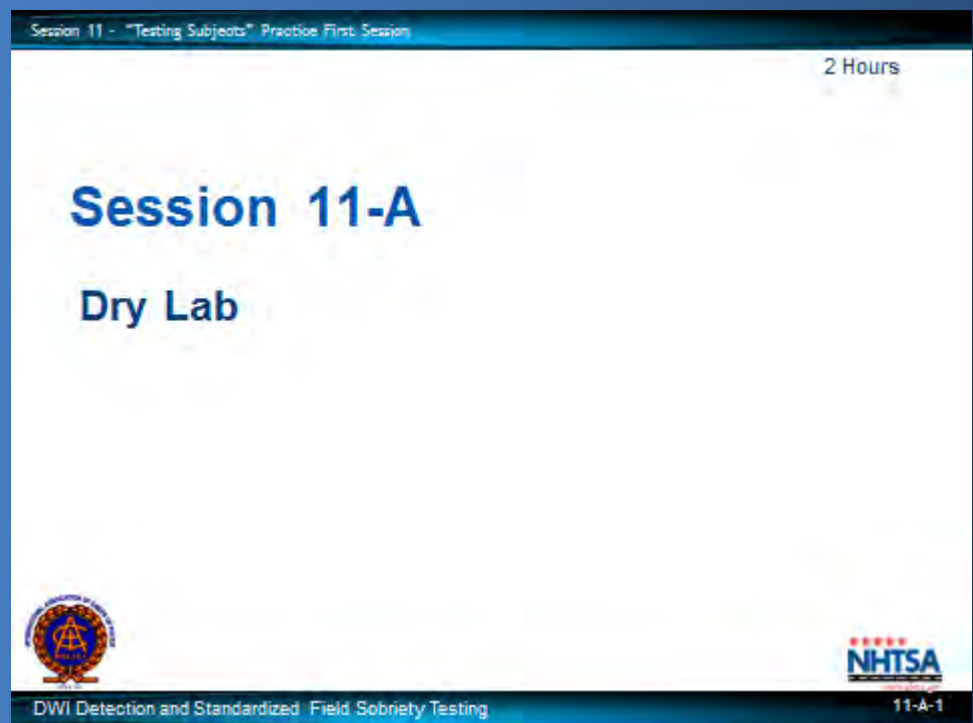 Session 11 - "Testing Subjects" Practice First Session
2 Hours
Session 11-A
Dry Lab
NHTSA
DWI Detection and Standardized Field Sobriety Testing
11-A-1